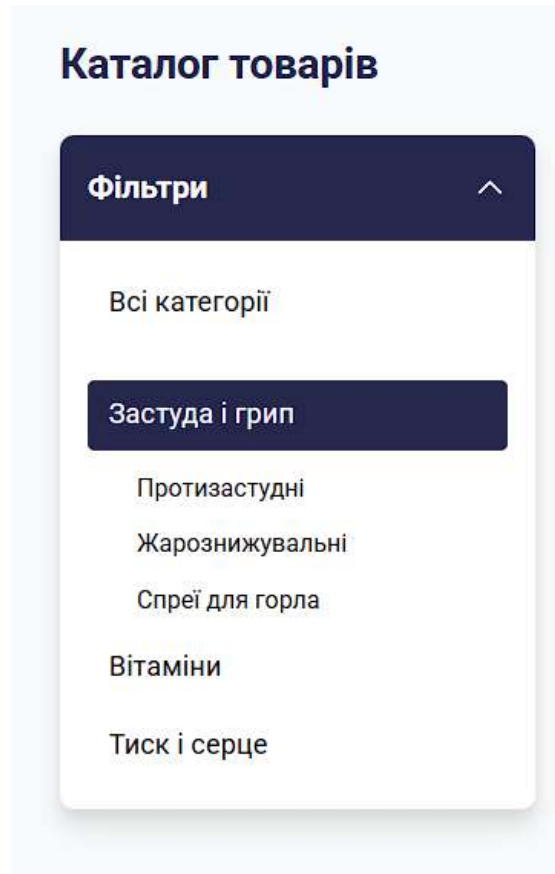 Каталог товарів
Фільтри
Всі категорії
Застуда і грип
Протизастудні
Жарознижувальні
Спреї для горла
Вітаміни
Тиск і серце